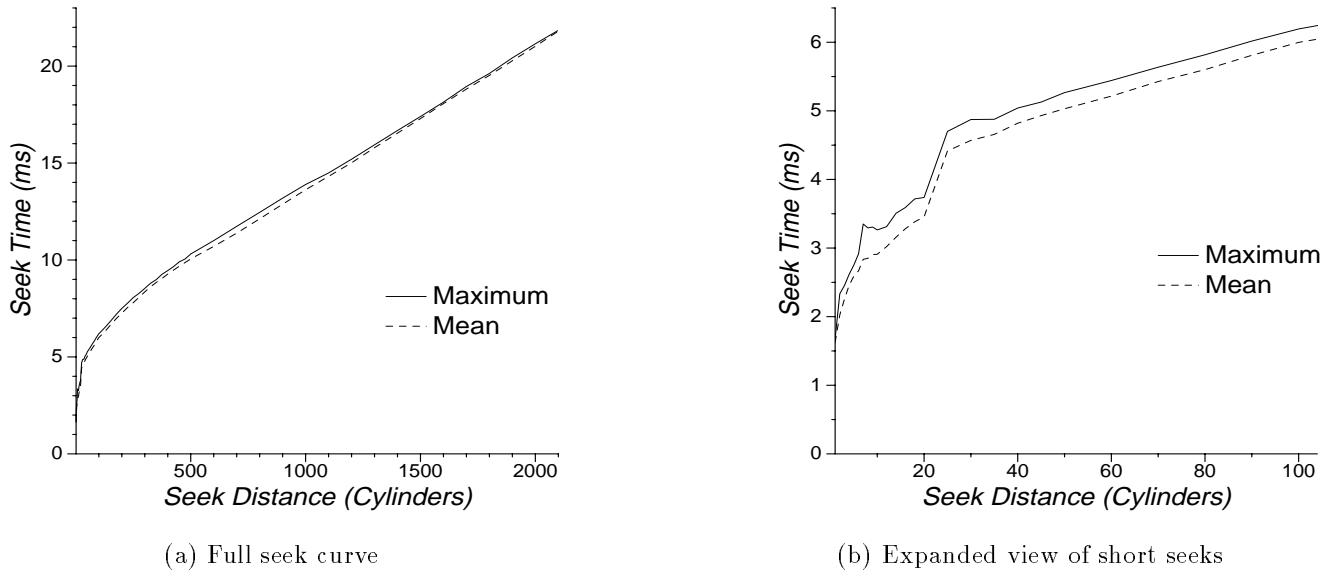 20
15
10
5
0
Seek Time (ms)
500
1000
1500
2000
Seek Distance (Cylinders)
Maximum
Mean
(a) Full seek curve
6
5
4
3
2
1
0
Seek Time (ms)
20
40
60
80
100
Seek Distance (Cylinders)
Maximum
Mean
(b) Expanded view of short seeks